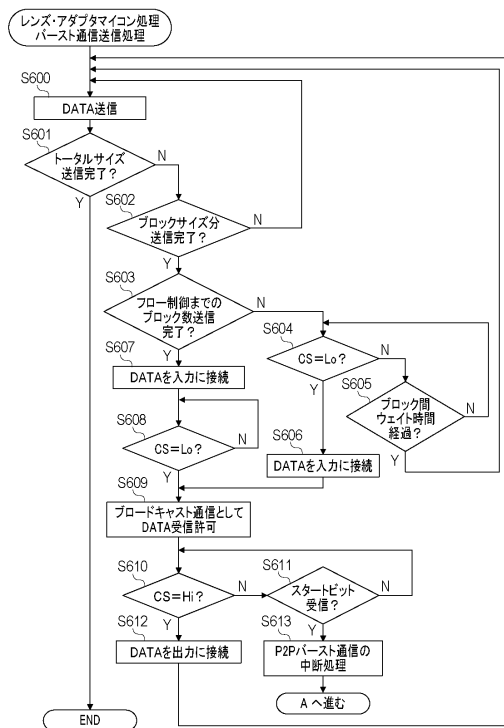 レンズ・アダプタマイコン処理
バースト通信送信処理
S600
DATA送信
S601
トータルサイズ
送信完了？
N
Y
S602
ブロックサイズ分
送信完了？
N
Y
S603
フロー制御までの
ブロック数送信
完了？
N
Y
S604
CS=Lo？
N
Y
S605
ブロック間
ウェイト時間
経過？
N
Y
S606
DATAを入力に接続
S607
DATAを入力に接続
S608
CS=Lo？
N
Y
S609
ブロードキャスト通信として
DATA受信許可
S610
CS=Hi？
N
Y
S611
スタートビット
受信？
N
Y
S612
DATAを出力に接続
S613
P2Pバースト通信の
中断処理
A へ進む
END